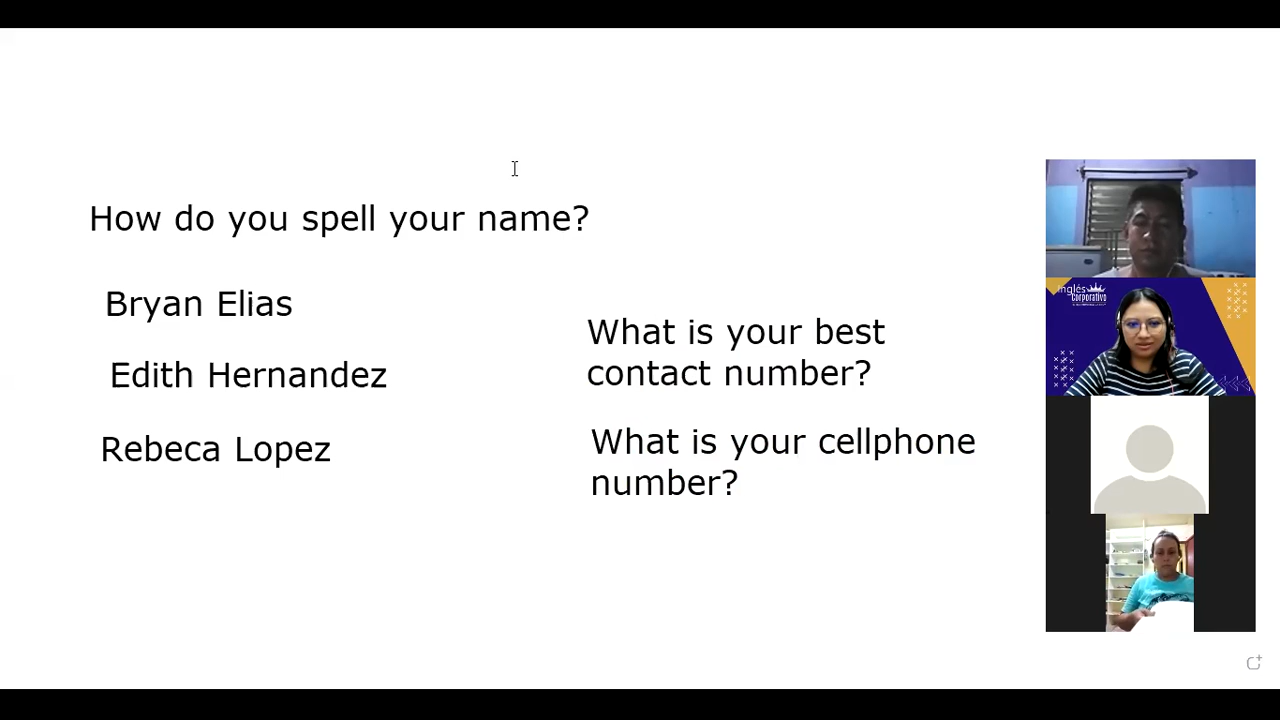 How do you spell your name?
Bryan Elias
Edith Hernandez
Rebeca Lopez
What is your best
contact number?
What is your cellphone
number?
Inglés
Corporativo